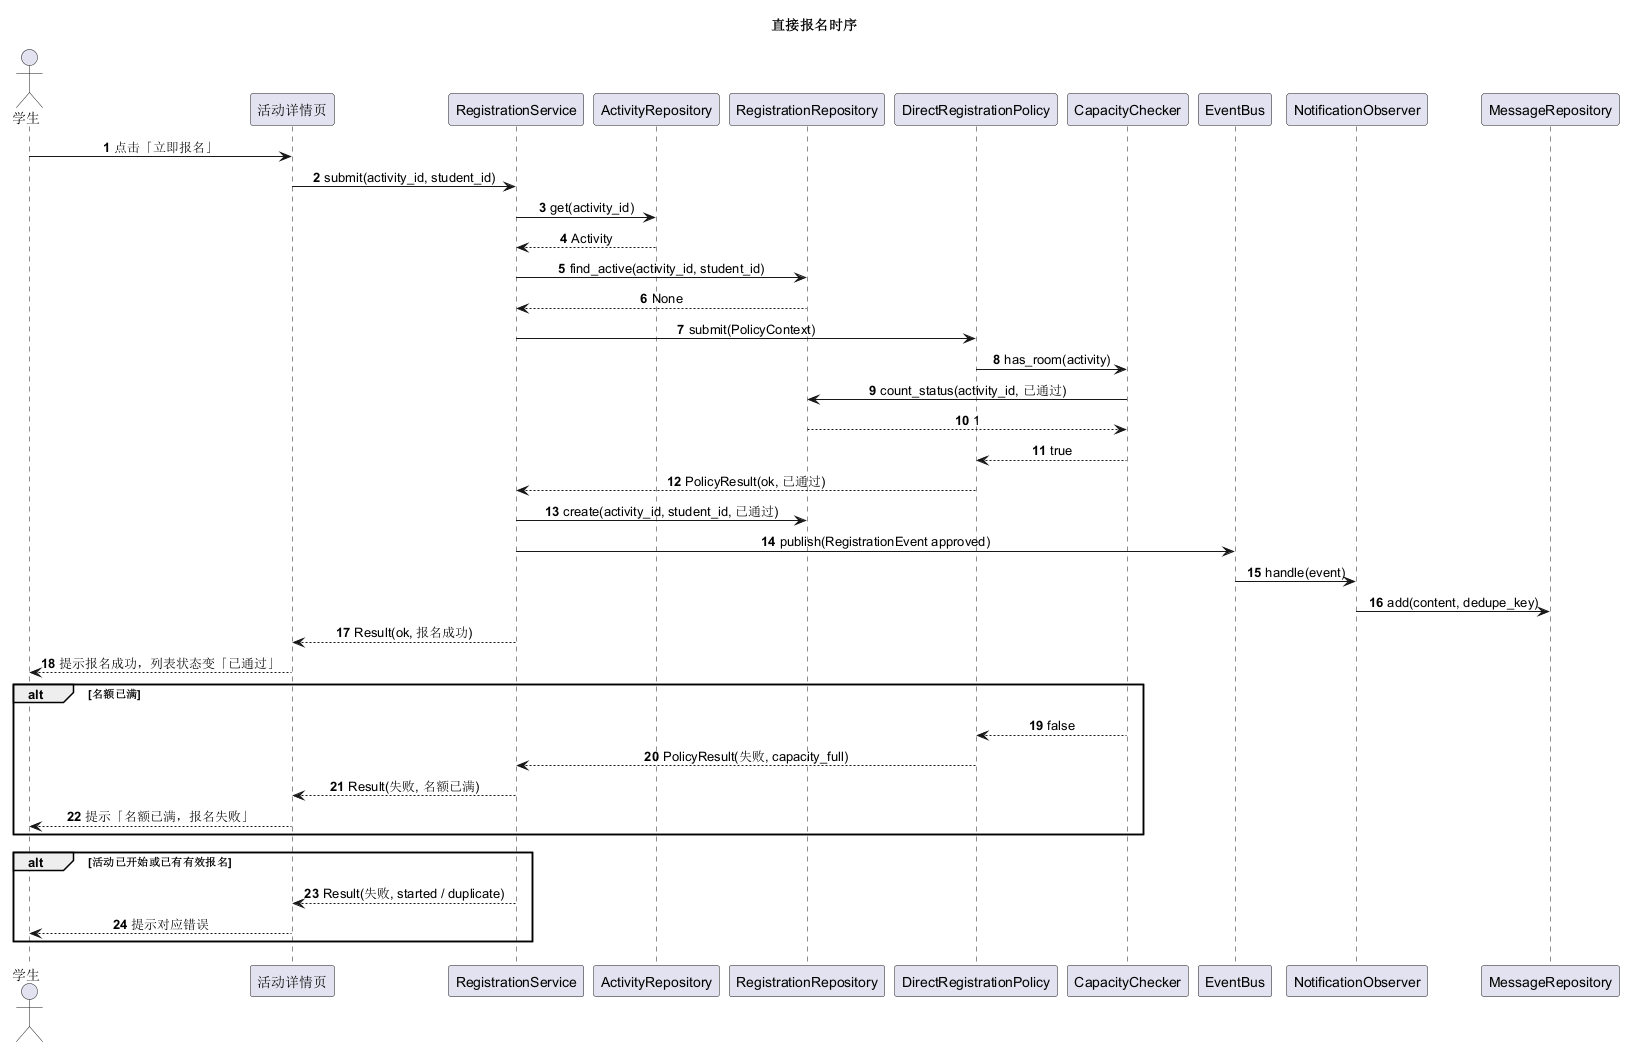 直接报名时序
学生
活动详情页
RegistrationService
ActivityRepository
RegistrationRepository
DirectRegistrationPolicy
CapacityChecker
EventBus
NotificationObserver
MessageRepository
1 点击「立即报名」
2 submit(activity_id, student_id)
3 get(activity_id)
4 Activity
5 find_active(activity_id, student_id)
6 None
7 submit(PolicyContext)
8 has_room(activity)
9 count_status(activity_id, 已通过)
10 1
11 true
12 PolicyResult(ok, 已通过)
13 create(activity_id, student_id, 已通过)
14 publish(RegistrationEvent approved)
15 handle(event)
16 add(content, dedupe_key)
17 Result(ok, 报名成功)
18 提示报名成功，列表状态变「已通过」
alt [名额已满]
19 false
20 PolicyResult(失败, capacity_full)
21 Result(失败, 名额已满)
22 提示「名额已满，报名失败」
alt [活动已开始或已有有效报名]
23 Result(失败, started / duplicate)
24 提示对应错误
学生
活动详情页
RegistrationService
ActivityRepository
RegistrationRepository
DirectRegistrationPolicy
CapacityChecker
EventBus
NotificationObserver
MessageRepository